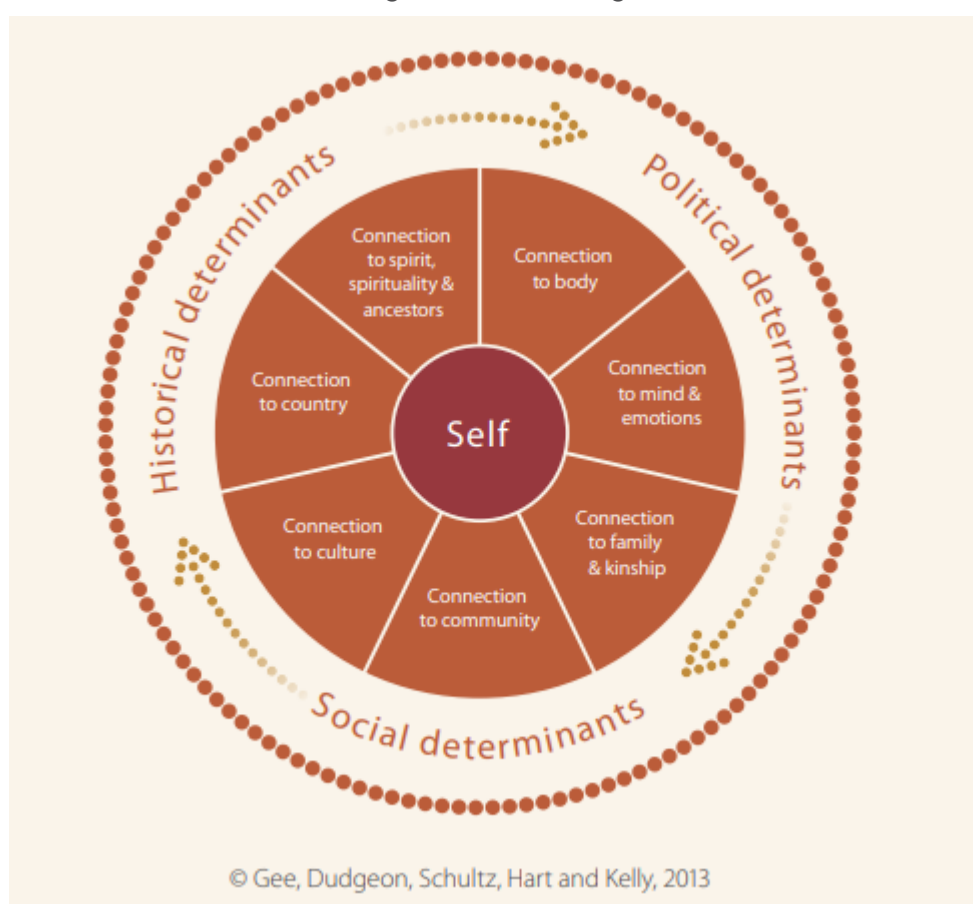 Historical determinants
Political determinants
Social determinants
Connection
to spirit,
spirituality &
ancestors
Connection
to body
Connection
to mind &
emotions
Connection
to family
& kinship
Connection
to community
Connection
to culture
Connection
to country
Self
© Gee, Dudgeon, Schultz, Hart and Kelly, 2013